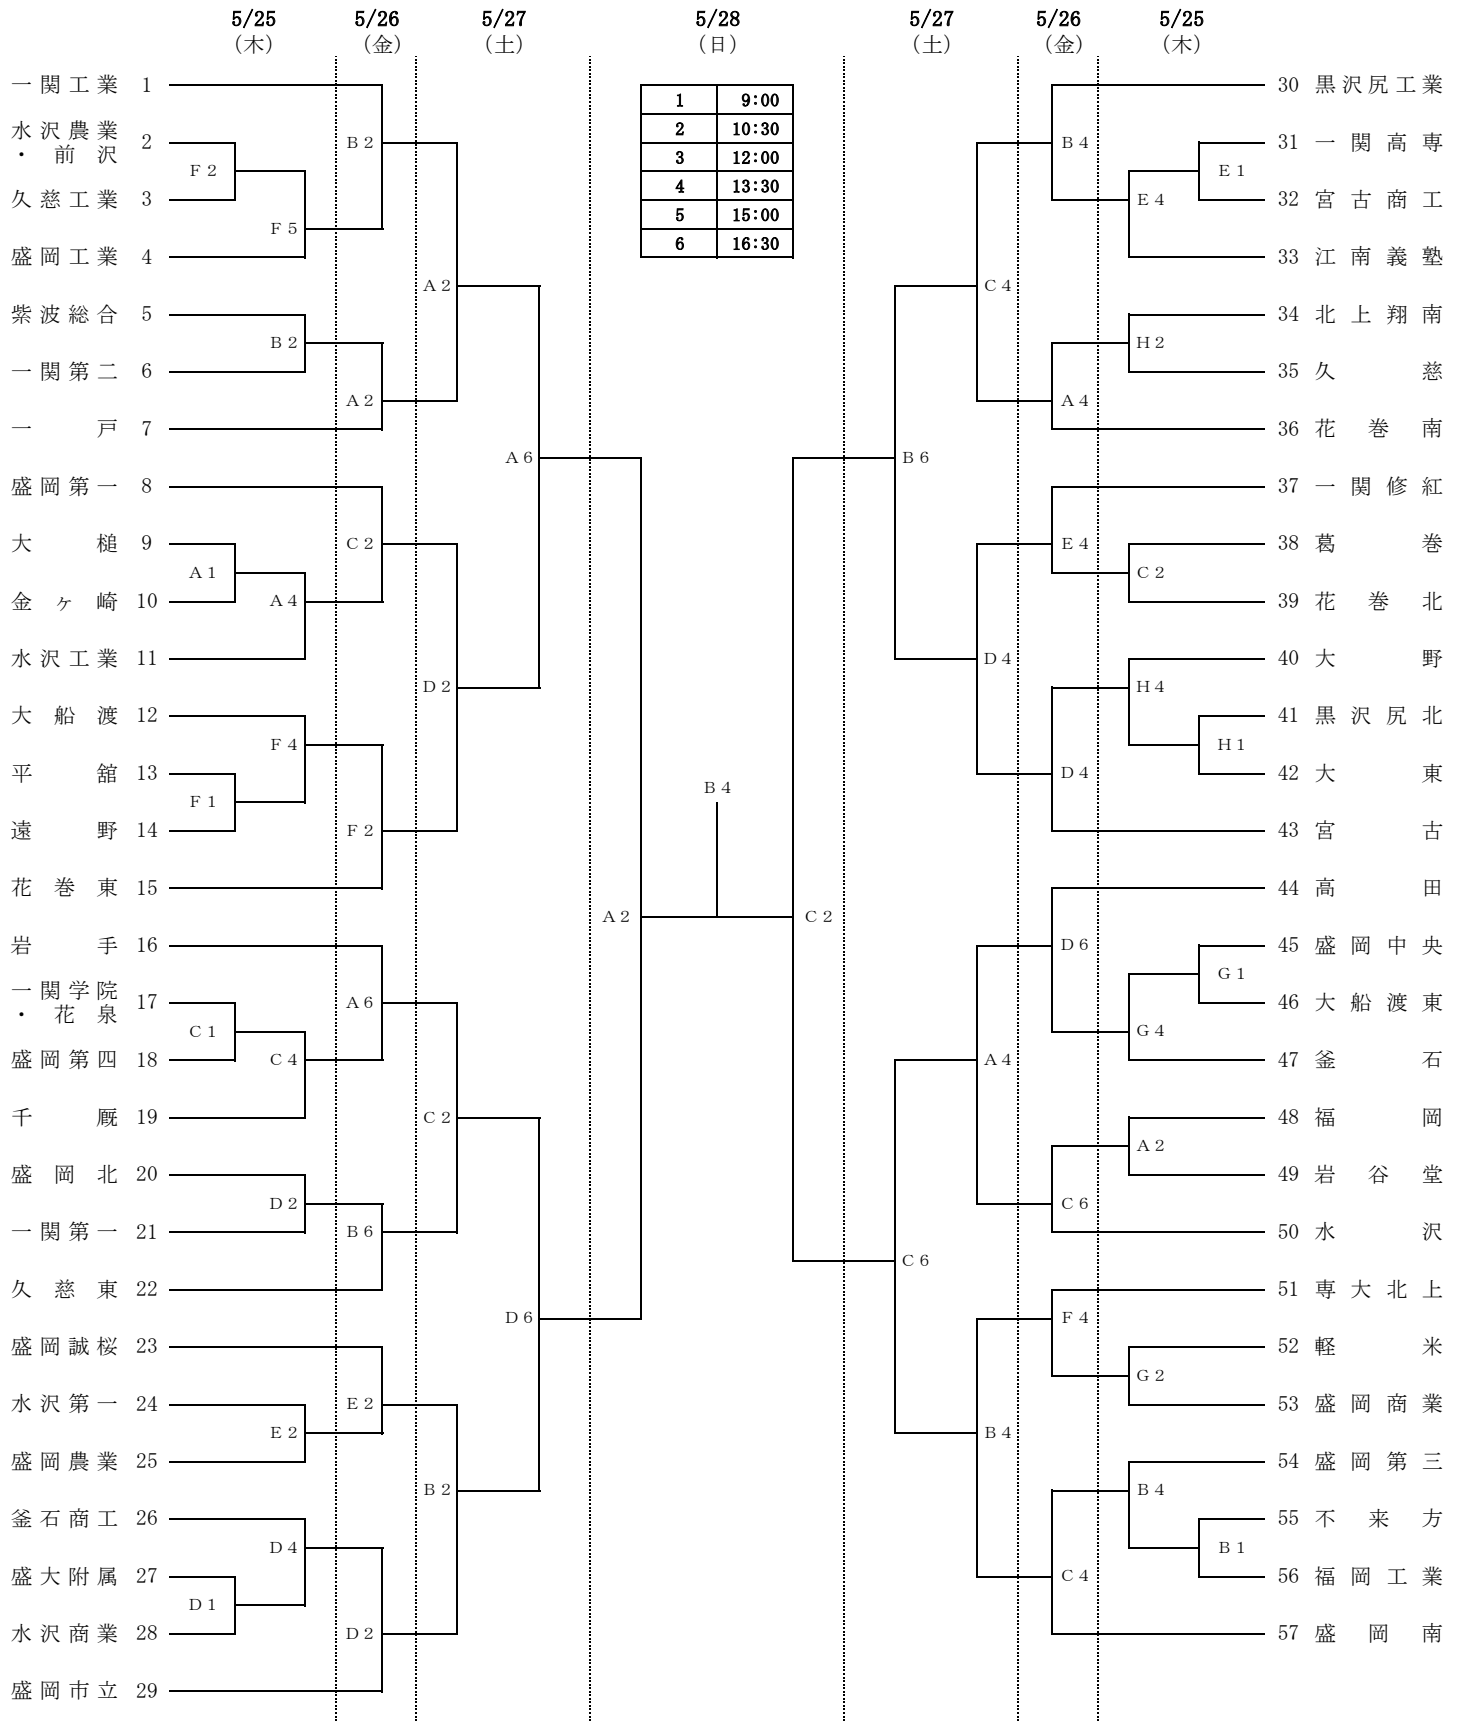 5/25 5/26 5/27 5/28 5/27 5/26 5/25
（木） （金） （土） （日） （土） （金） （木）
一関工業 1
水沢農業
・前沢 2
久慈工業 3
盛岡工業 4
紫波総合 5
一関第二 6
一戸 7
盛岡第一 8
大槌 9
金ヶ崎 10
水沢工業 11
大船渡 12
平舘 13
遠野 14
花巻東 15
岩手 16
一関学院
・花泉 17
盛岡第四 18
千厩 19
盛岡北 20
一関第一 21
久慈東 22
盛岡誠桜 23
水沢第一 24
盛岡農業 25
釜石商工 26
盛大附属 27
水沢商業 28
盛岡市立 29
F2
A1
F1
C1
D1
F5
B2
A4
F4
C4
D2
E2
D4
B2
A2
C2
F2
A6
B6
E2
D2
A2
D2
C2
B2
A6
D6
A2
1 9:00
2 10:30
3 12:00
4 13:30
5 15:00
6 16:30
B4
C2
B6
C6
C4
D4
A4
B4
B4
A4
E4
D4
D6
C6
F4
C4
E4
H2
C2
H4
G4
A2
G2
B4
E1
H1
G1
B1
30 黒沢尻工業
31 一関高専
32 宮古商工
33 江南義塾
34 北上翔南
35 久慈
36 花巻南
37 一関修紅
38 葛巻
39 花巻北
40 大野
41 黒沢尻北
42 大東
43 宮古
44 高田
45 盛岡中央
46 大船渡東
47 釜石
48 福岡
49 岩谷堂
50 水沢
51 専大北上
52 軽米
53 盛岡商業
54 盛岡第三
55 不来方
56 福岡工業
57 盛岡南